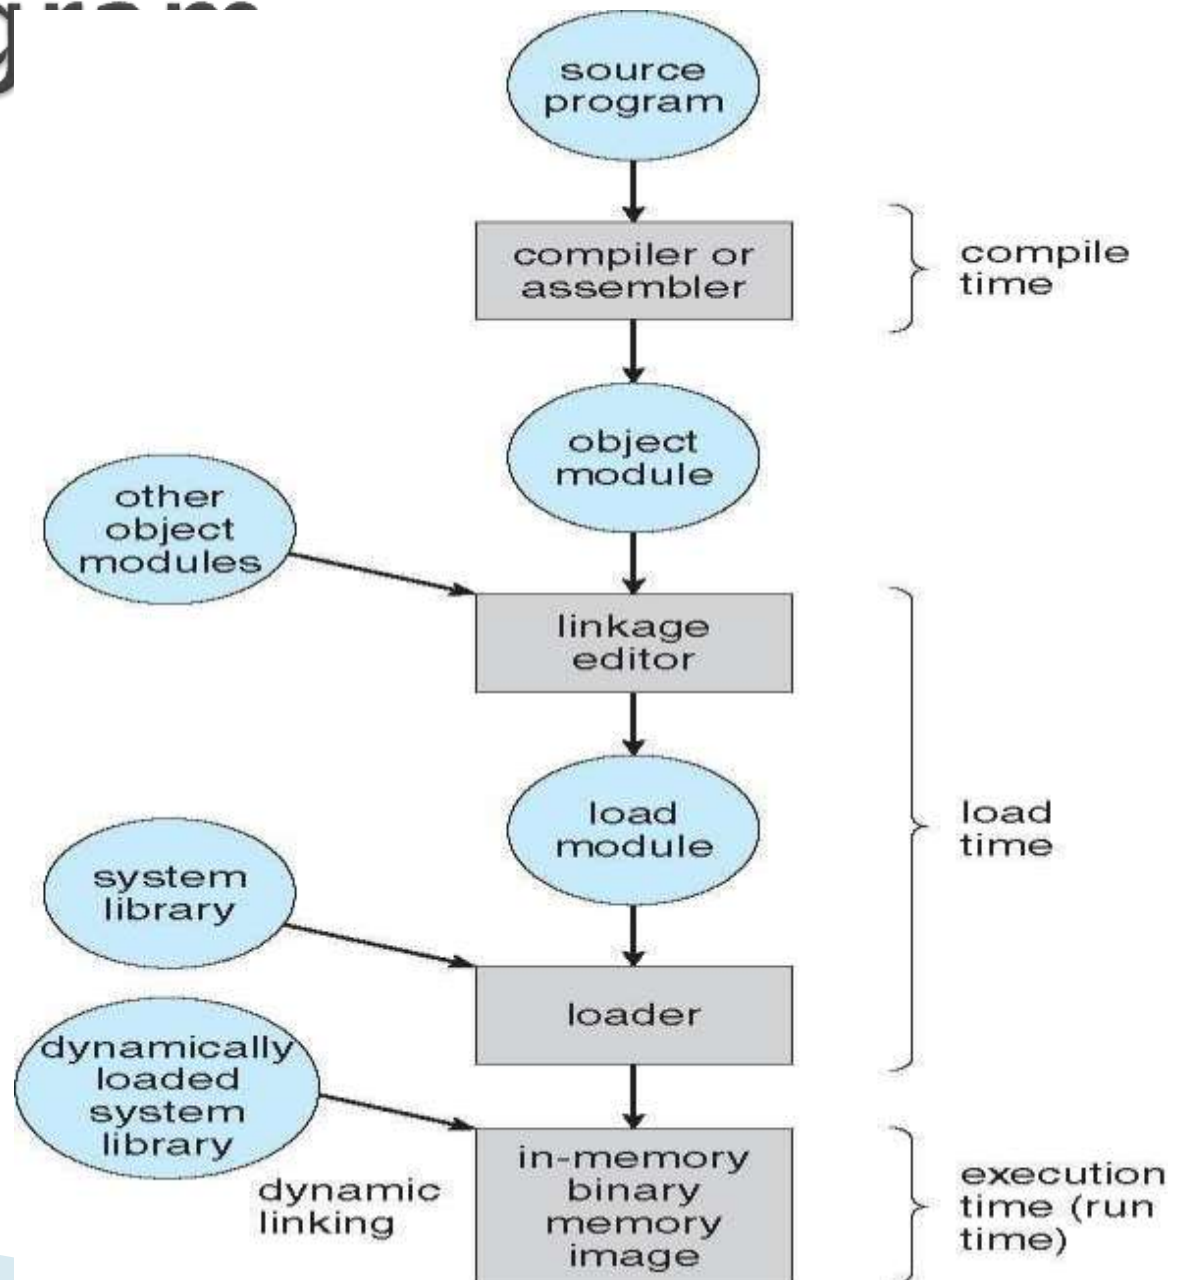 source
program
compiler or
assembler
compile
time
object
module
other
object
modules
linkage
editor
load
module
load
time
system
library
loader
dynamically
loaded
system
library
dynamic
linking
in-memory
binary
memory
image
execution
time (run
time)